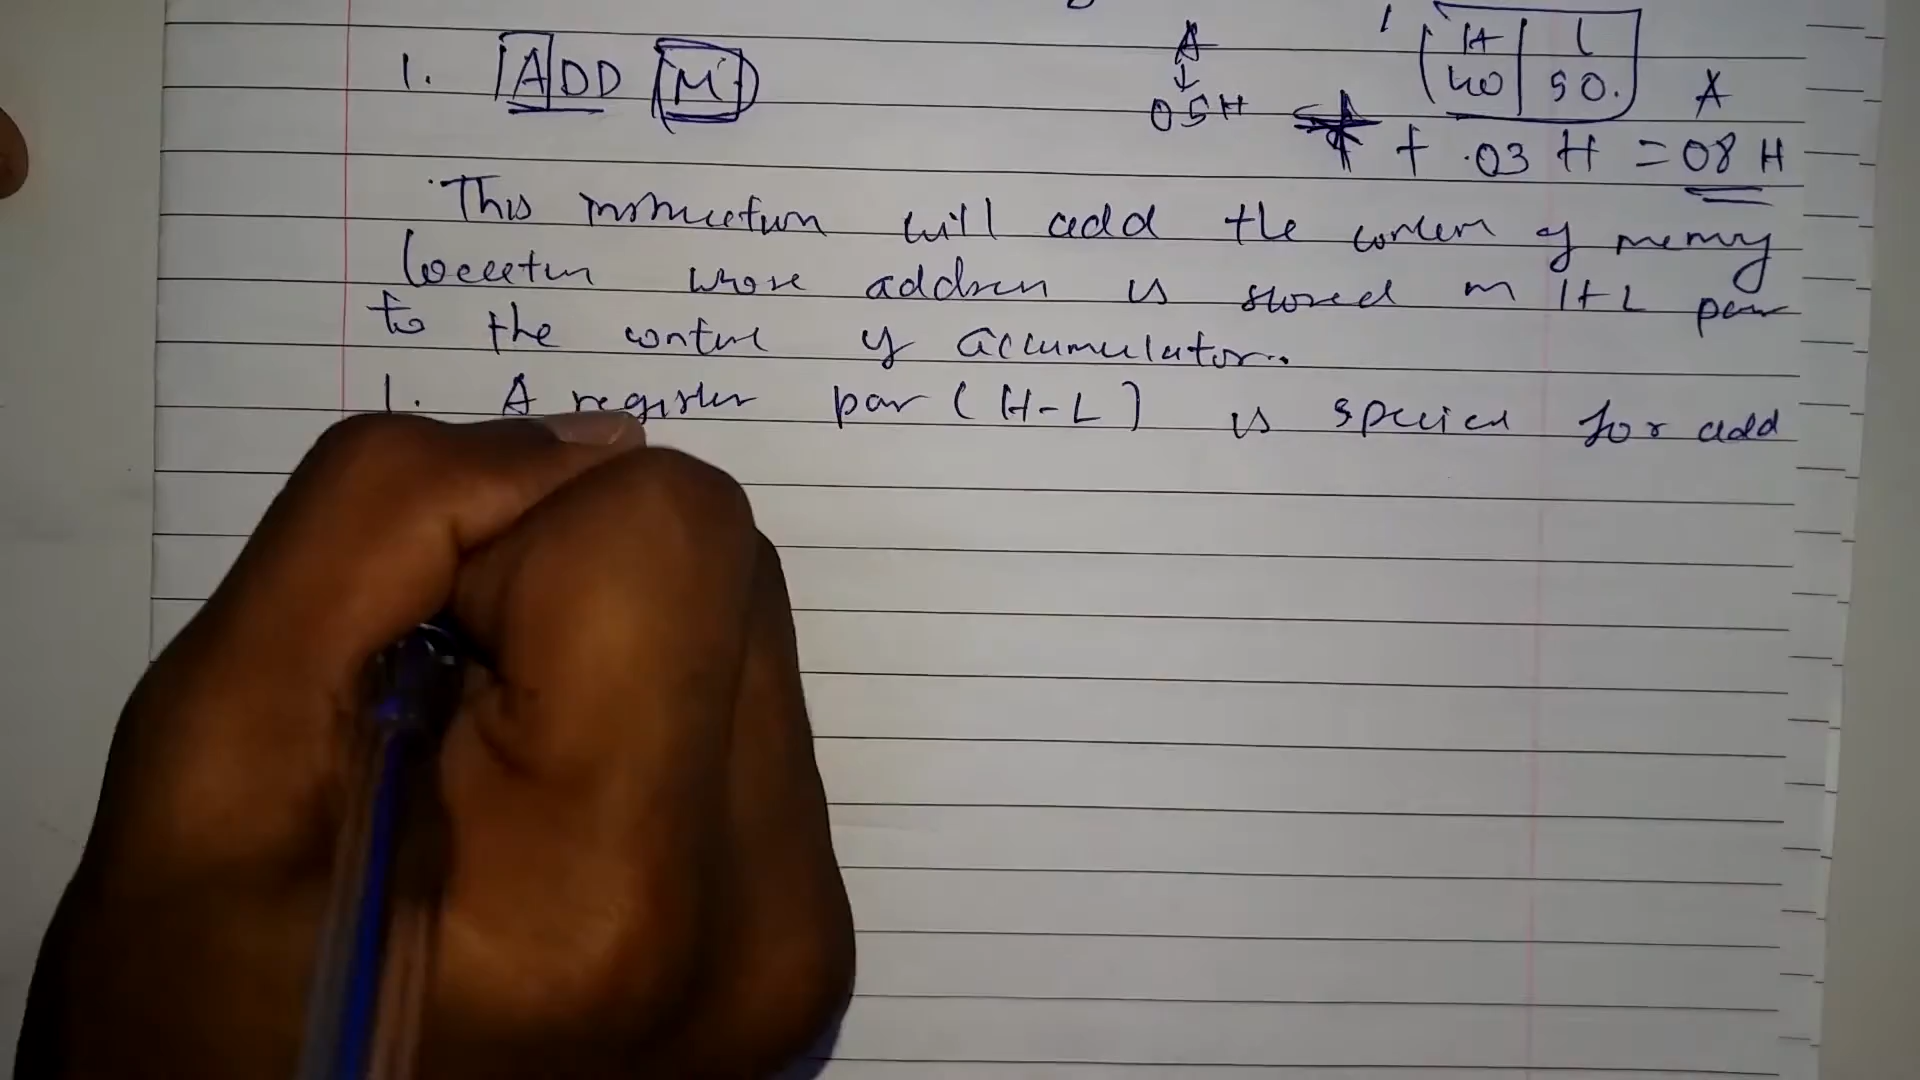 1. ADD M
A
↓
05H
H L
40 50.
A
+ .03 H = 08 H
This instruction will add the content of memory
location whose address is stored in H L pair
to the content of accumulator.
1. A register pair (H-L) is specied for add